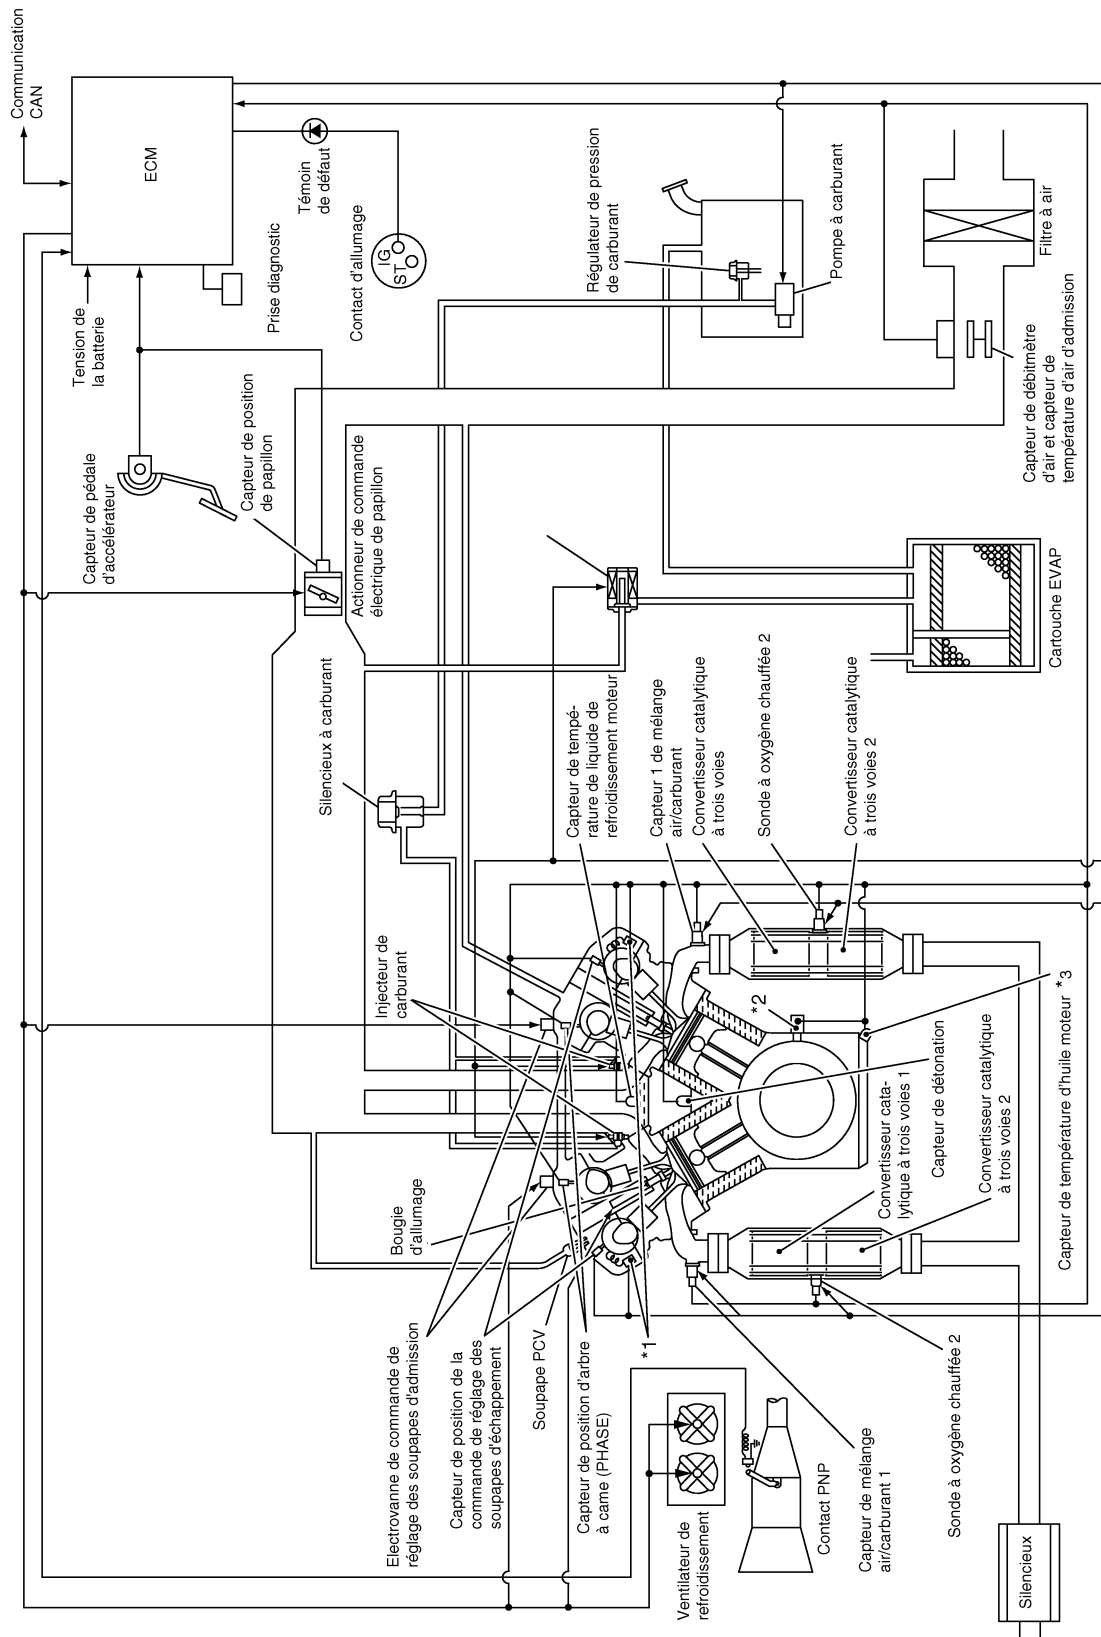 Communication
CAN
ECM
Témoin
de défaut
Contact d'allumage
IG
ST
Prise diagnostic
Tension de
la batterie
Régulateur de pression
de carburant
Pompe à carburant
Filtre à air
Capteur de débitmètre
d'air et capteur de
température d'air d'admission
Capteur de pédale
d'accélérateur
Capteur de position
de papillon
Actionneur de commande
électrique de papillon
Cartouche EVAP
Silencieux à carburant
Capteur de tempé-
rature de liquide de
refroidissement moteur
Capteur 1 de mélange
air/carburant
Convertisseur catalytique
à trois voies
Sonde à oxygène chauffée 2
Convertisseur catalytique
à trois voies 2
Injecteur de
carburant
*2
Capteur de température d'huile moteur *3
Capteur de détonation
Convertisseur catalytique
à trois voies 2
Convertisseur cata-
lytique à trois voies 1
Bougie
d'allumage
Electrovanne de commande de
réglage des soupapes d'admission
Capteur de position de la
commande de réglage des
soupapes d'échappement
Soupape PCV
Capteur de position d'arbre
à came (PHASE)
*1
Ventilateur de
refroidissement
Contact PNP
Capteur de mélange
air/carburant 1
Sonde à oxygène chauffée 2
Silencieux